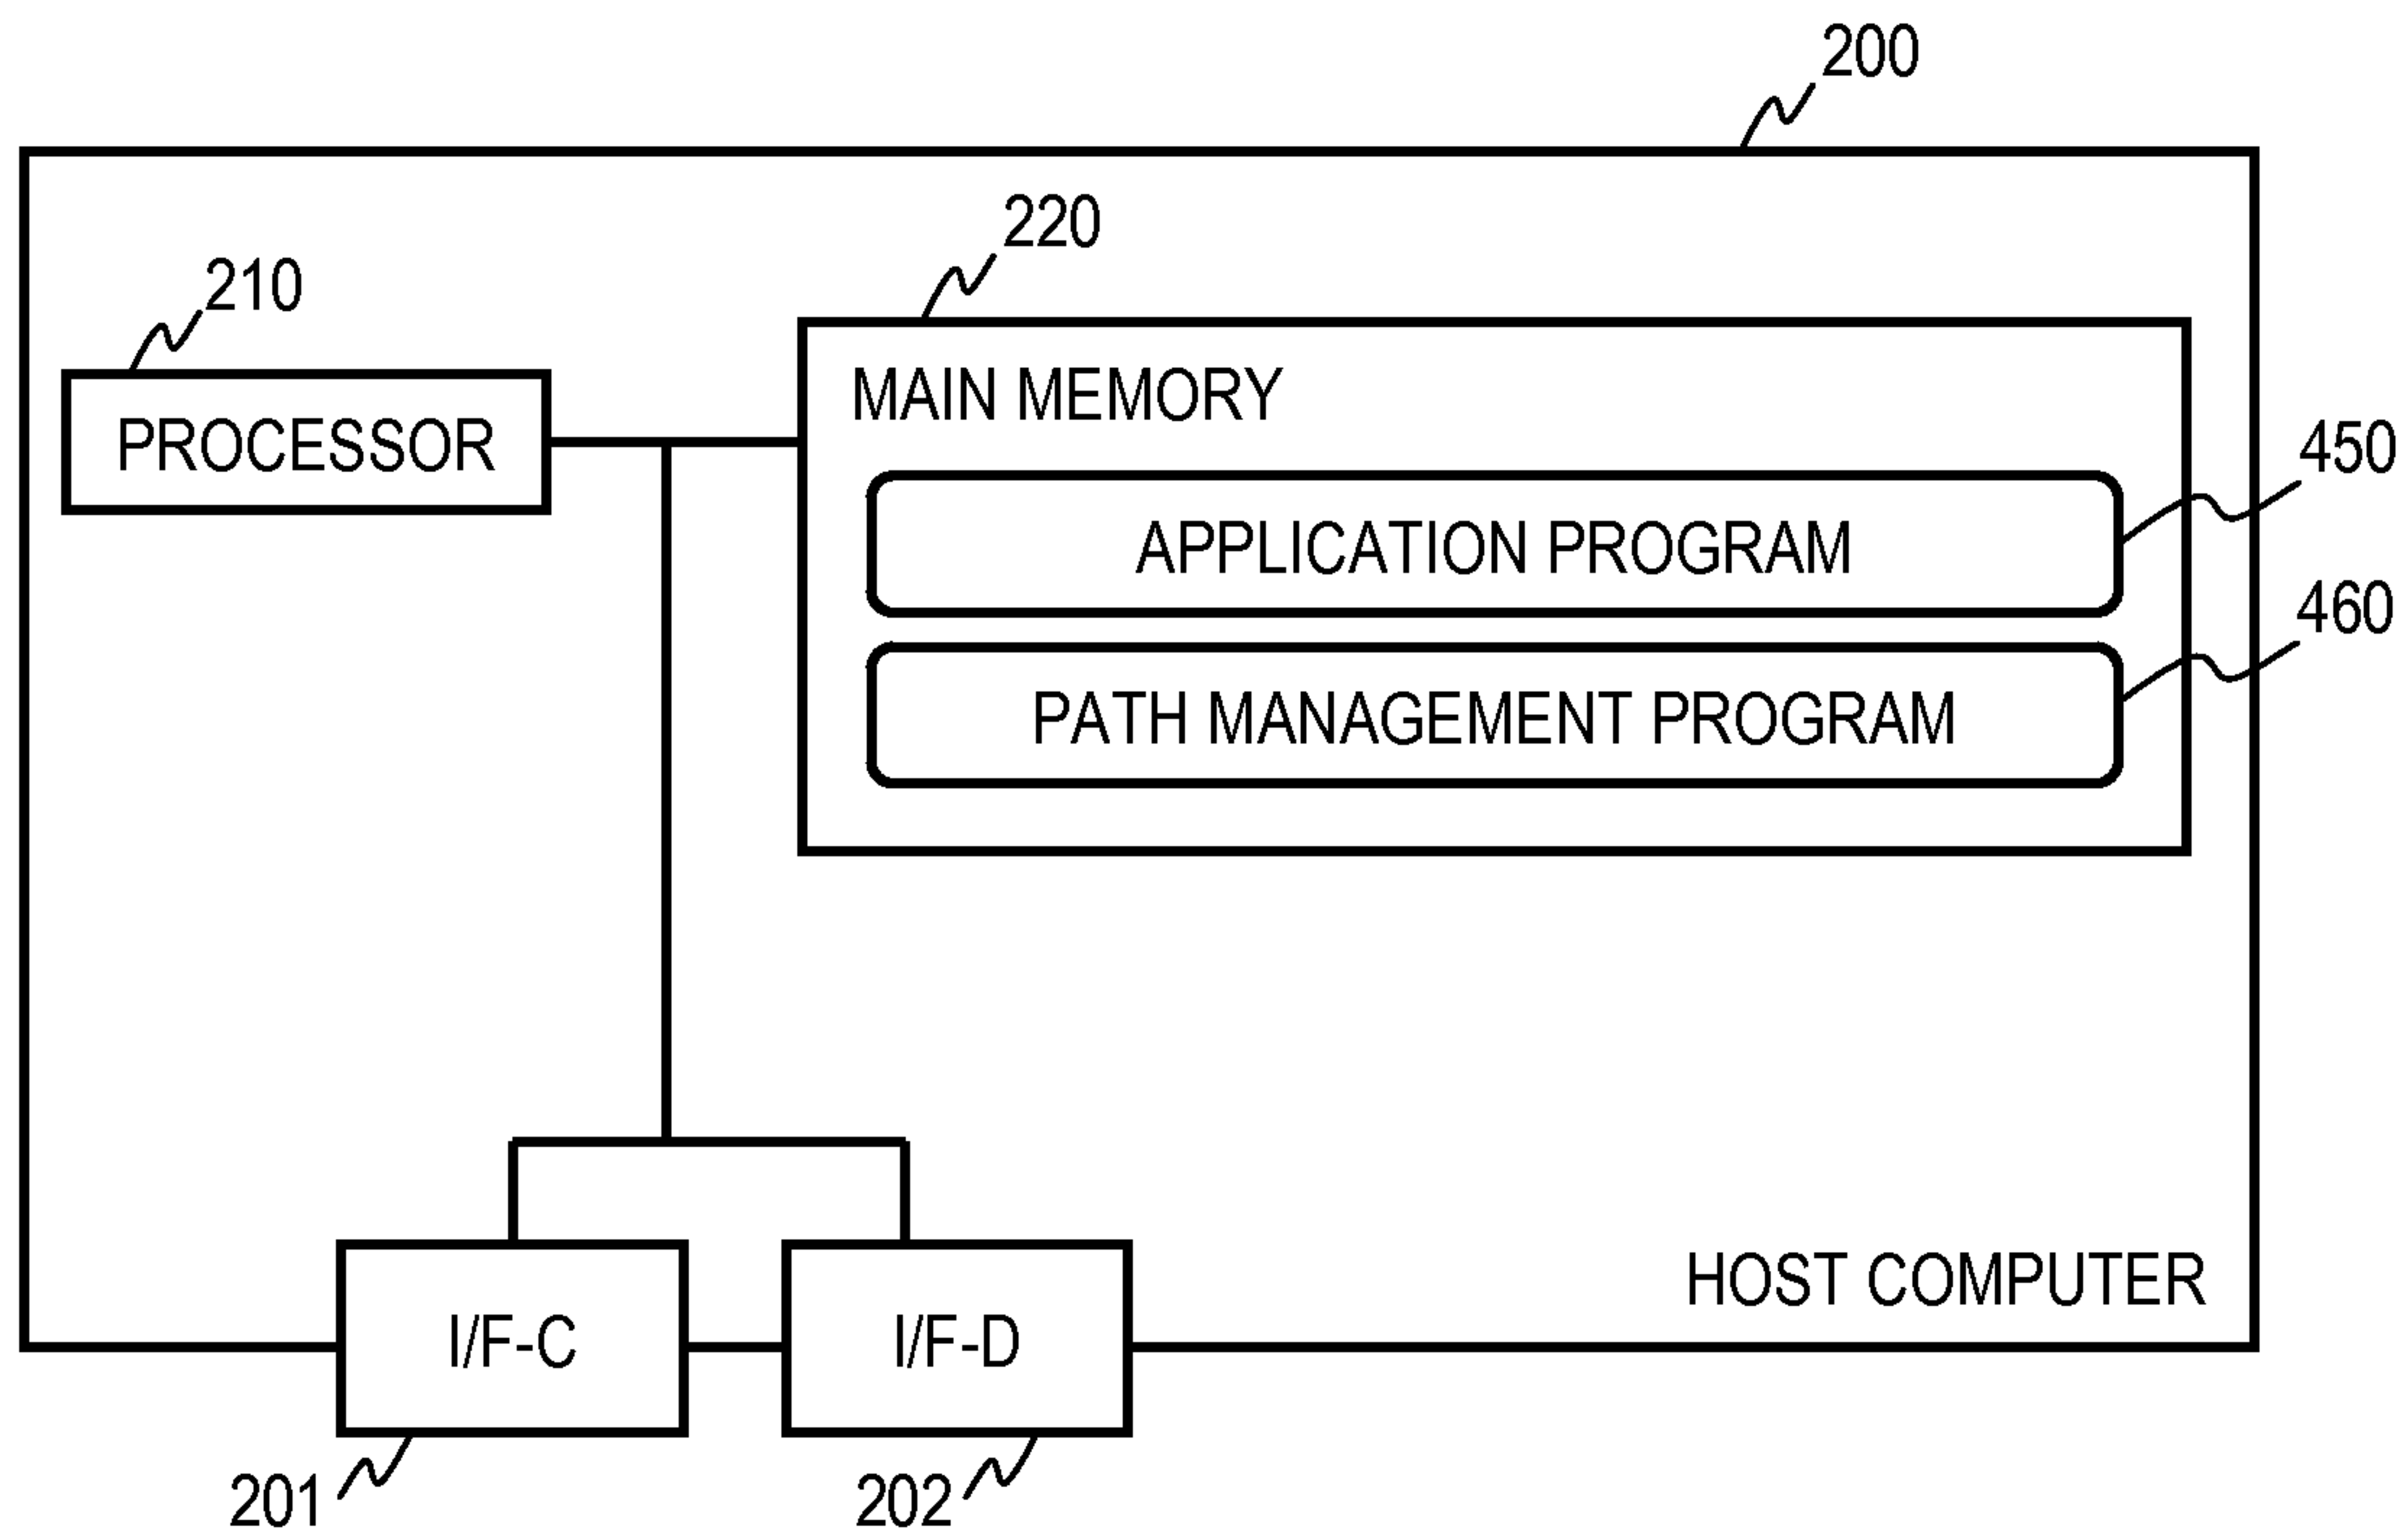 200
220
210
MAIN MEMORY
PROCESSOR
450
APPLICATION PROGRAM
460
PATH MANAGEMENT PROGRAM
HOST COMPUTER
I/F-C
I/F-D
201
202